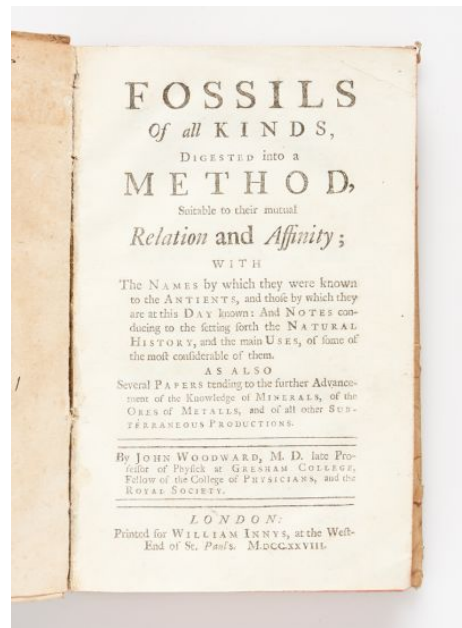 FOSSILS
Of all KINDS,
DIGESTED into a
METHOD,
Suitable to their mutual
Relation and Affinity;
WITH
The NAMES by which they were known
to the ANTIENTS, and those by which they
are at this DAY known: And NOTES con-
ducing to the setting forth the NATURAL
HISTORY, and the main USES, of some of
the most considerable of them.
AS ALSO
Several PAPERS tending to the further Advance-
ment of the Knowledge of MINERALS, of the
ORES of METALLS, and of all other SUB-
TERRANEOUS PRODUCTIONS.
By JOHN WOODWARD, M. D. late Pro-
fessor of Physick at GRESHAM COLLEGE,
Fellow of the College of PHYSICIANS, and the
ROYAL SOCIETY.
LONDON:
Printed for WILLIAM INNYS, at the West-
End of St. Paul's. M.DCC.XXVIII.